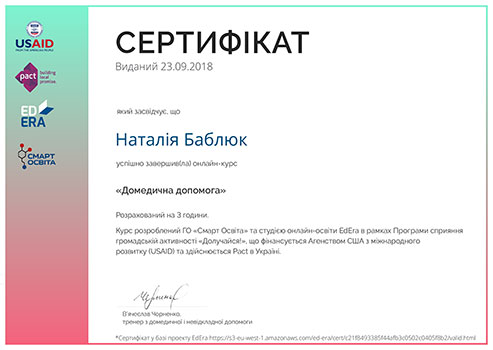 USAID
FROM THE AMERICAN PEOPLE
pact
building
local
promise.
ED
ERA
СМАРТ
ОСВІТА
СЕРТИФІКАТ
Виданий 23.09.2018
який засвідчує, що
Наталія Баблюк
успішно завершив(ла) онлайн-курс
«Домедична допомога»
Розрахований на 3 години.
Курс розроблений ГО «Смарт Освіта» та студією онлайн-освіти EdEra в рамках Програми сприяння
громадській активності «Долучайся!», що фінансується Агенством США з міжнародного
розвитку (USAID) та здійснюється Pact в Україні.
В'ячеслав Чорненко,
тренер з домедичної і невідкладної допомоги
*Сертифікат у базі проекту EdEra https://s3-eu-west-1.amazonaws.com/ed-era/cert/